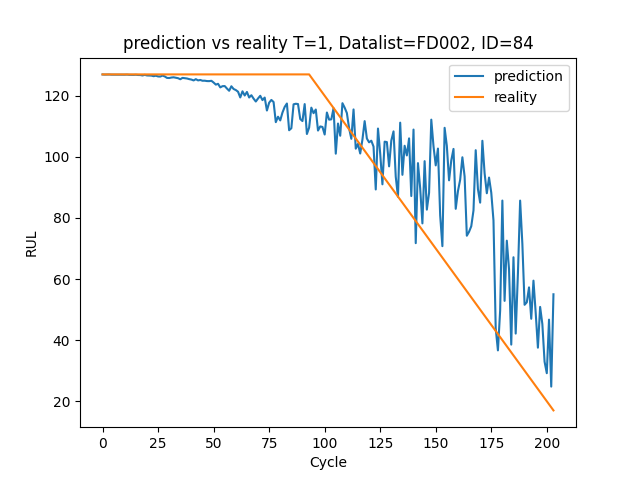 prediction vs reality T=1, Datalist=FD002, ID=84
prediction
reality
RUL
120
100
80
60
40
20
0 25 50 75 100 125 150 175 200
Cycle